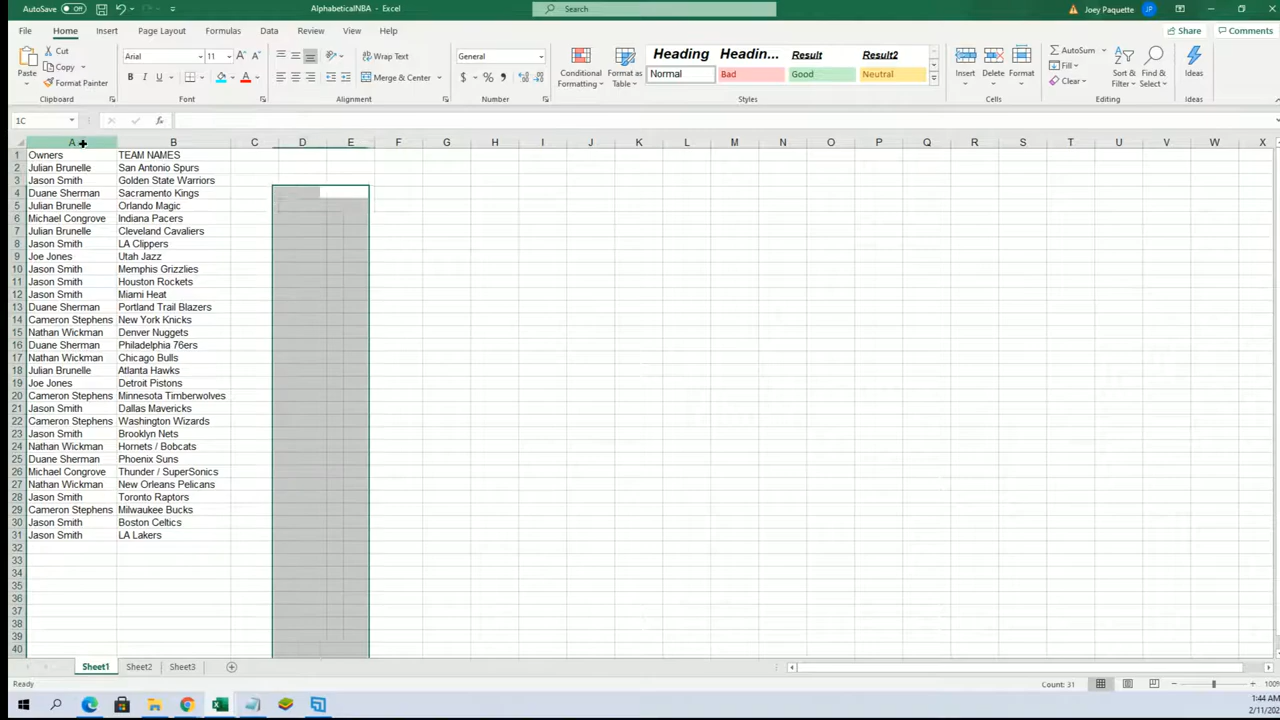 AutoSave Off
AlphabeticalNBA - Excel
Search
Joey Paquette JP
File Home Insert Page Layout Formulas Data Review View Help
Share Comments
Paste
Cut
Copy
Format Painter
Clipboard
Arial 11
B I U
Font
Wrap Text
Merge & Center
Alignment
General
$ % 9
Number
Conditional Formatting
Format as Table
Heading Headin... Result Result2
Normal Bad Good Neutral
Styles
Insert Delete Format
Cells
AutoSum
Fill
Clear
Sort & Filter
Find & Select
Editing
Ideas
Ideas
1C
A B C D E F G H I J K L M N O P Q R S T U V W X
1 Owners TEAM NAMES
2 Julian Brunelle San Antonio Spurs
3 Jason Smith Golden State Warriors
4 Duane Sherman Sacramento Kings
5 Julian Brunelle Orlando Magic
6 Michael Congrove Indiana Pacers
7 Julian Brunelle Cleveland Cavaliers
8 Jason Smith LA Clippers
9 Joe Jones Utah Jazz
10 Jason Smith Memphis Grizzlies
11 Jason Smith Houston Rockets
12 Jason Smith Miami Heat
13 Duane Sherman Portland Trail Blazers
14 Cameron Stephens New York Knicks
15 Nathan Wickman Denver Nuggets
16 Duane Sherman Philadelphia 76ers
17 Nathan Wickman Chicago Bulls
18 Julian Brunelle Atlanta Hawks
19 Joe Jones Detroit Pistons
20 Cameron Stephens Minnesota Timberwolves
21 Jason Smith Dallas Mavericks
22 Cameron Stephens Washington Wizards
23 Jason Smith Brooklyn Nets
24 Nathan Wickman Hornets / Bobcats
25 Duane Sherman Phoenix Suns
26 Michael Congrove Thunder / SuperSonics
27 Nathan Wickman New Orleans Pelicans
28 Jason Smith Toronto Raptors
29 Cameron Stephens Milwaukee Bucks
30 Jason Smith Boston Celtics
31 Jason Smith LA Lakers
32
33
34
35
36
37
38
39
40
Sheet1 Sheet2 Sheet3
Ready
Count: 31
100%
1:44 AM
2/11/202